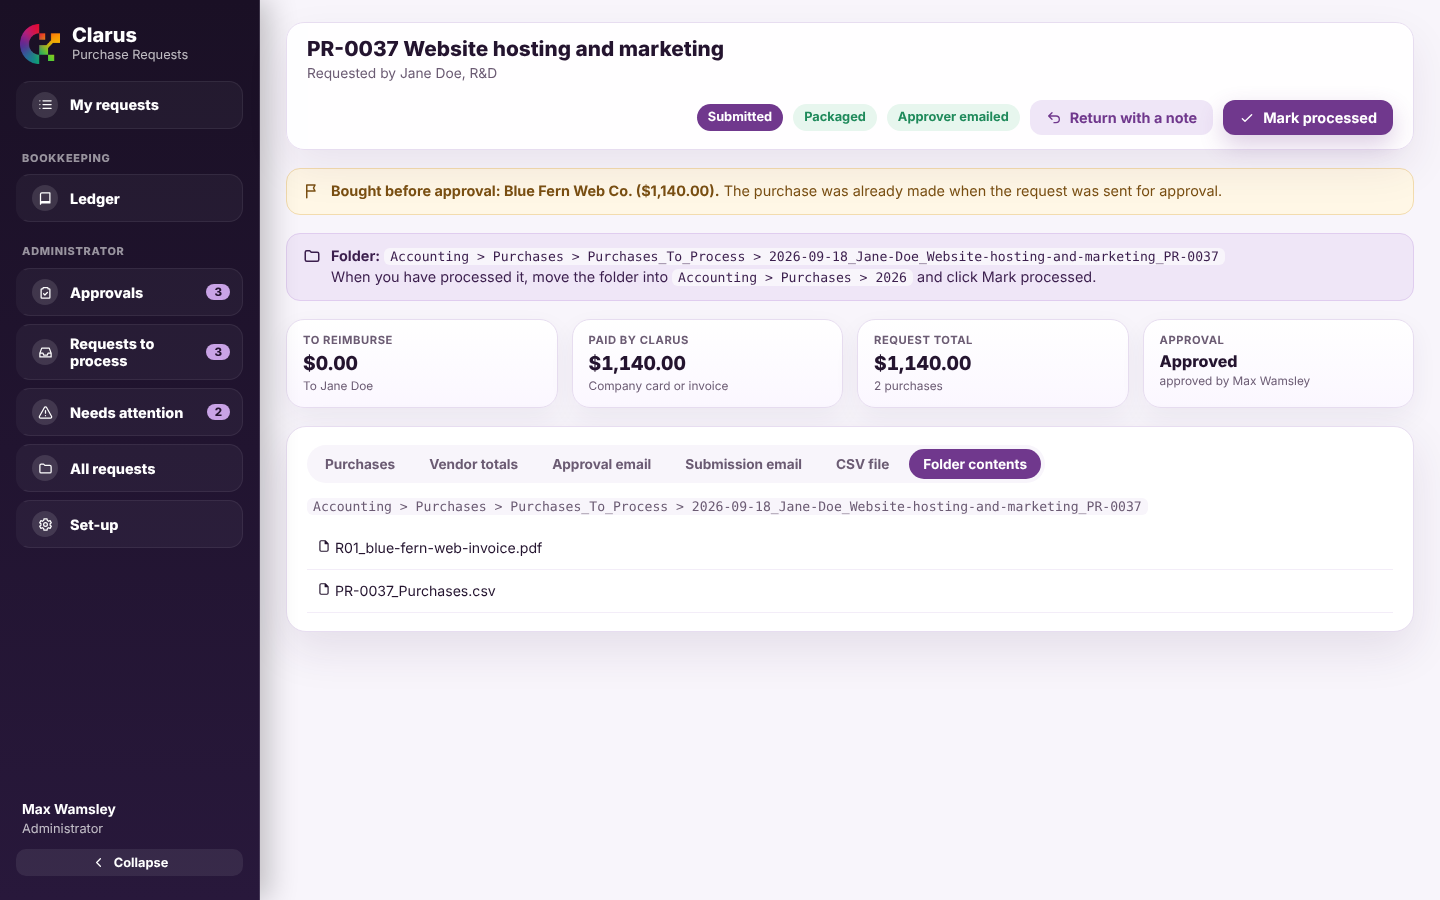 Clarus
Purchase Requests
My requests
BOOKKEEPING
Ledger
ADMINISTRATOR
Approvals 3
Requests to process 3
Needs attention 2
All requests
Set-up
Max Wamsley
Administrator
Collapse
PR-0037 Website hosting and marketing
Requested by Jane Doe, R&D
Submitted Packaged Approver emailed Return with a note Mark processed
Bought before approval: Blue Fern Web Co. ($1,140.00). The purchase was already made when the request was sent for approval.
Folder: Accounting > Purchases > Purchases_To_Process > 2026-09-18_Jane-Doe_Website-hosting-and-marketing_PR-0037
When you have processed it, move the folder into Accounting > Purchases > 2026 and click Mark processed.
TO REIMBURSE
$0.00
To Jane Doe
PAID BY CLARUS
$1,140.00
Company card or invoice
REQUEST TOTAL
$1,140.00
2 purchases
APPROVAL
Approved
approved by Max Wamsley
Purchases Vendor totals Approval email Submission email CSV file Folder contents
Accounting > Purchases > Purchases_To_Process > 2026-09-18_Jane-Doe_Website-hosting-and-marketing_PR-0037
R01_blue-fern-web-invoice.pdf
PR-0037_Purchases.csv